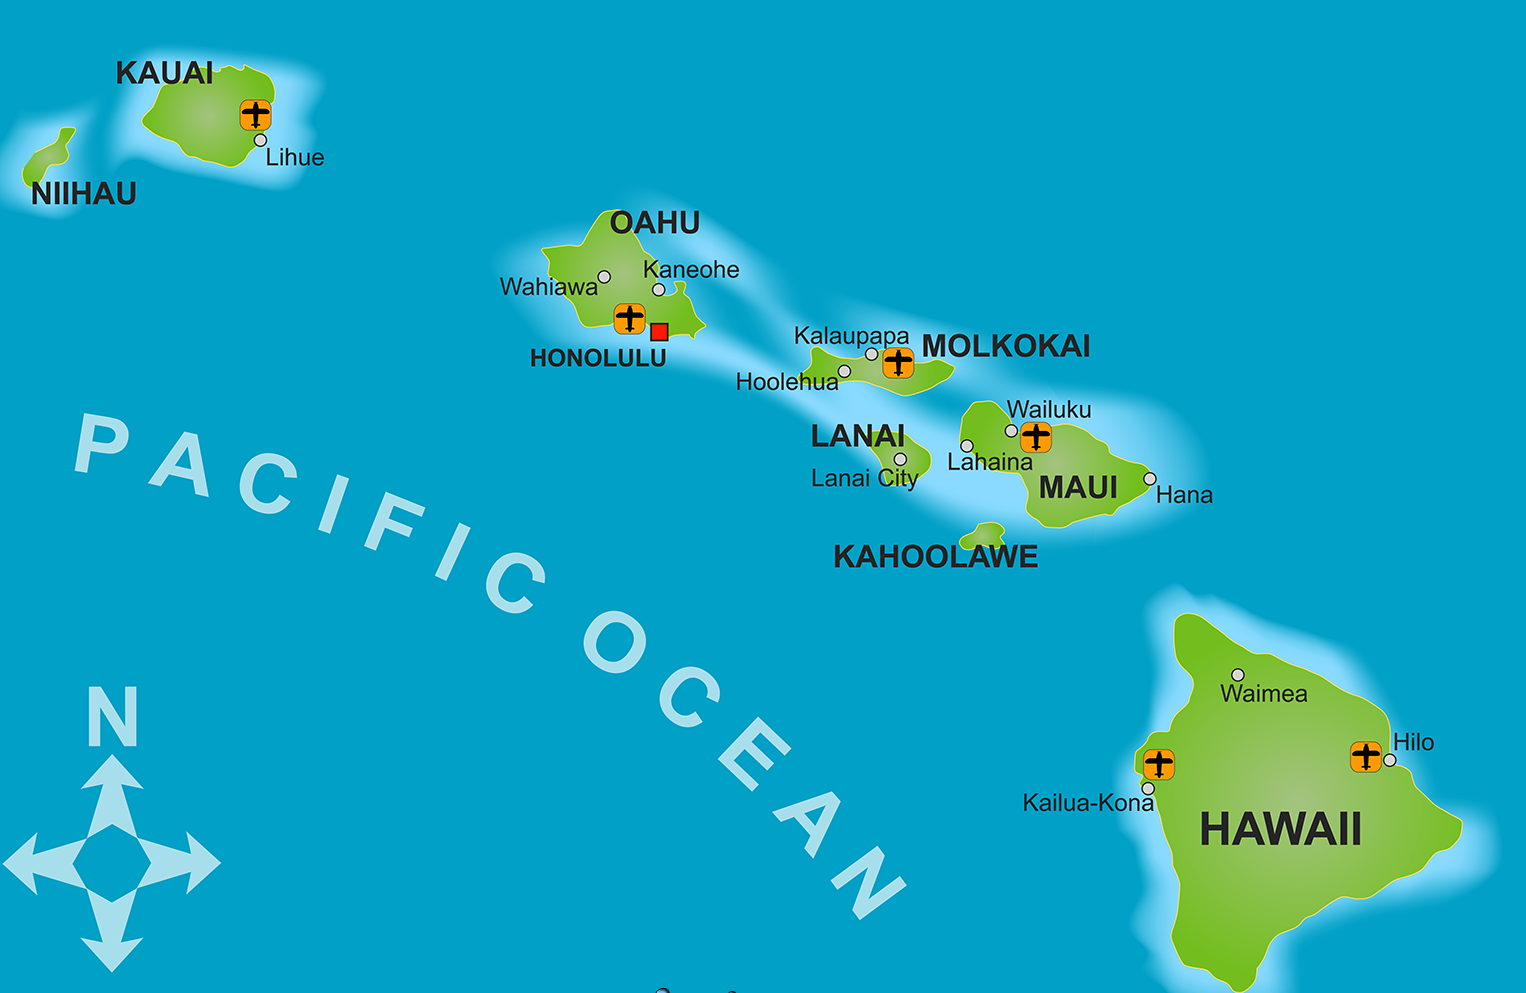 KAUAI
Lihue
NIIHAU
OAHU
Kaneohe
Wahiawa
HONOLULU
Kalaupapa
MOLKOKAI
Hoolehua
Wailuku
LANAI
Lahaina
Lanai City
MAUI
Hana
KAHOOLAWE
PACIFIC OCEAN
N
Waimea
Hilo
Kailua-Kona
HAWAII